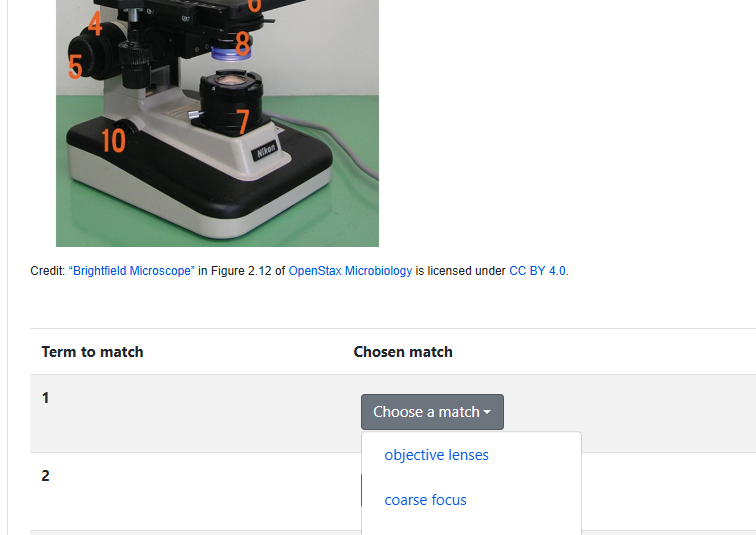 6
4
8
5
7
10
Nikon
Credit: “Brightfield Microscope” in Figure 2.12 of OpenStax Microbiology is licensed under CC BY 4.0.
Term to match Chosen match
1
Choose a match
objective lenses
2
coarse focus